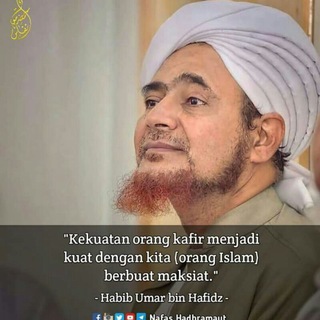 "Kekuatan orang kafir menjadi
kuat dengan kita (orang Islam)
berbuat maksiat."
- Habib Umar bin Hafidz -
Nafas Hadhramaut